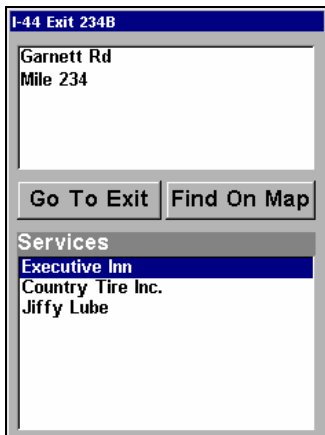 I-44 Exit 234B
Garnett Rd
Mile 234
Go To Exit Find On Map
Services
Executive Inn
Country Tire Inc.
Jiffy Lube